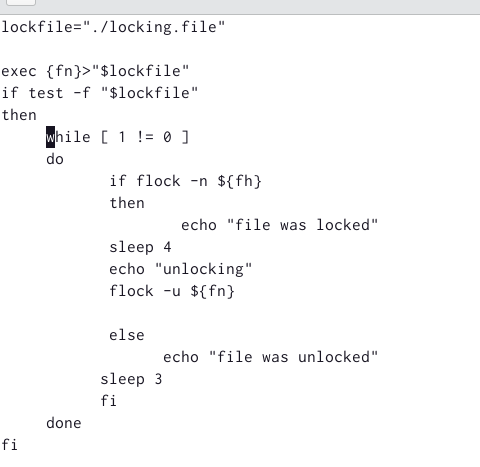 lockfile="./locking.file"
exec {fn}>"$lockfile"
if test -f "$lockfile"
then
while [ 1 != 0 ]
do
if flock -n ${fh}
then
echo "file was locked"
sleep 4
echo "unlocking"
flock -u ${fn}
else
echo "file was unlocked"
sleep 3
fi
done
fi